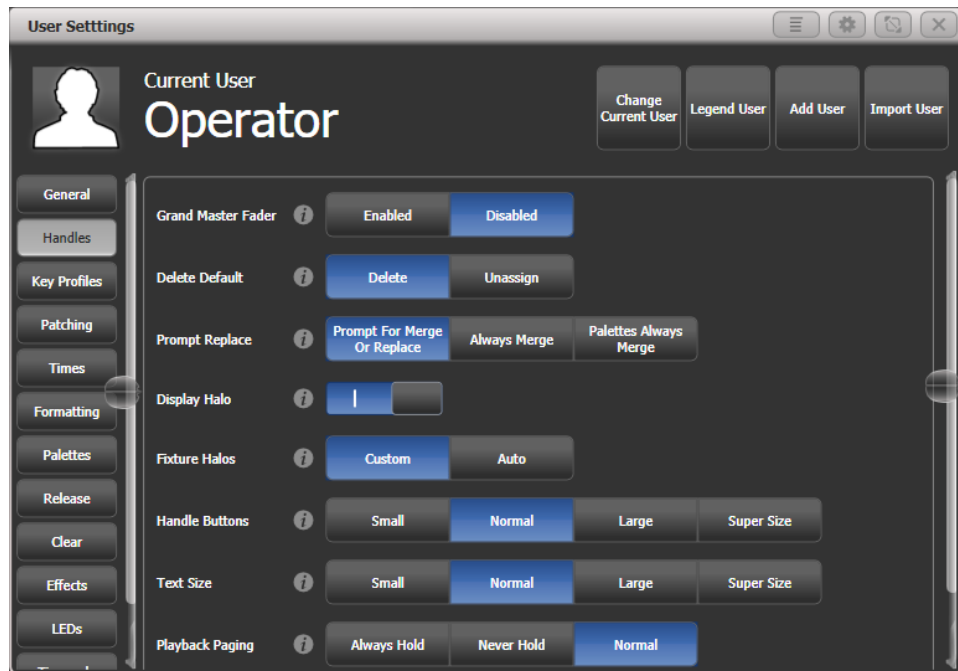 User Setttings
Current User
Operator
Change
Current User
Legend User
Add User
Import User
General
Handles
Key Profiles
Patching
Times
Formatting
Palettes
Release
Clear
Effects
LEDs
Grand Master Fader
Enabled
Disabled
Delete Default
Delete
Unassign
Prompt Replace
Prompt For Merge
Or Replace
Always Merge
Palettes Always
Merge
Display Halo
Fixture Halos
Custom
Auto
Handle Buttons
Small
Normal
Large
Super Size
Text Size
Small
Normal
Large
Super Size
Playback Paging
Always Hold
Never Hold
Normal